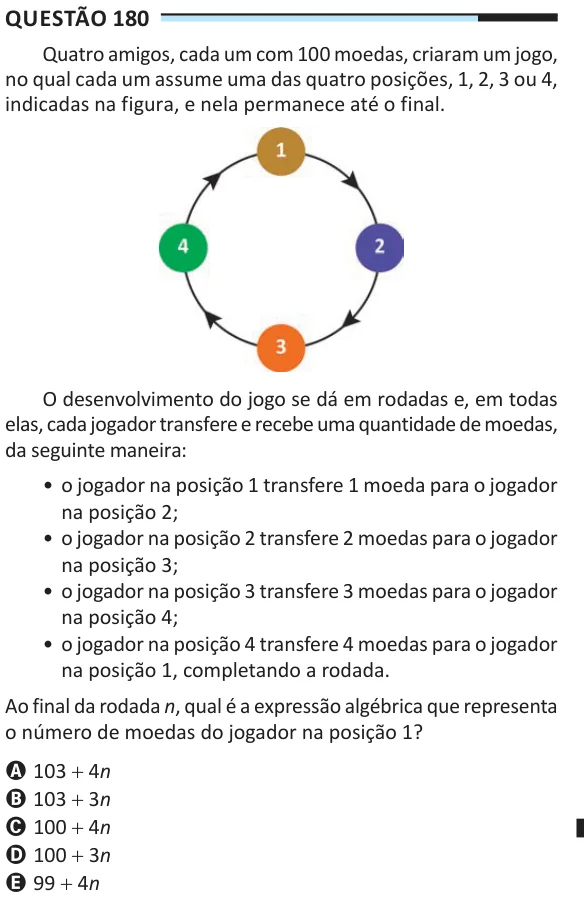 QUESTÃO 180
Quatro amigos, cada um com 100 moedas, criaram um jogo,
no qual cada um assume uma das quatro posições, 1, 2, 3 ou 4,
indicadas na figura, e nela permanece até o final.
1
4
2
3
O desenvolvimento do jogo se dá em rodadas e, em todas
elas, cada jogador transfere e recebe uma quantidade de moedas,
da seguinte maneira:
• o jogador na posição 1 transfere 1 moeda para o jogador
na posição 2;
• o jogador na posição 2 transfere 2 moedas para o jogador
na posição 3;
• o jogador na posição 3 transfere 3 moedas para o jogador
na posição 4;
• o jogador na posição 4 transfere 4 moedas para o jogador
na posição 1, completando a rodada.
Ao final da rodada n, qual é a expressão algébrica que representa
o número de moedas do jogador na posição 1?
A 103 + 4n
B 103 + 3n
C 100 + 4n
D 100 + 3n
E 99 + 4n